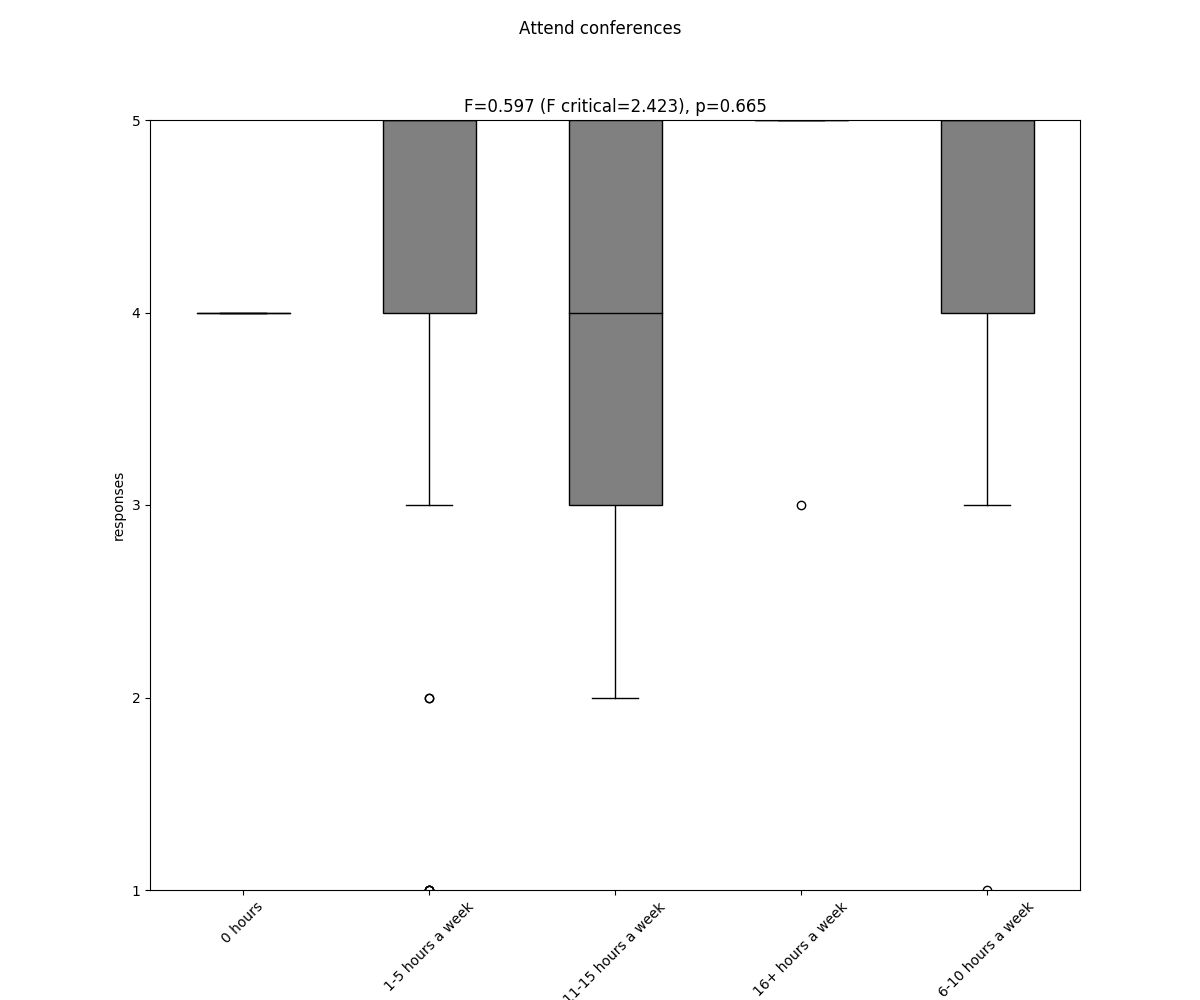 Attend conferences
F=0.597 (F critical=2.423), p=0.665
responses
5
4
3
2
1
0 hours
1-5 hours a week
11-15 hours a week
16+ hours a week
6-10 hours a week